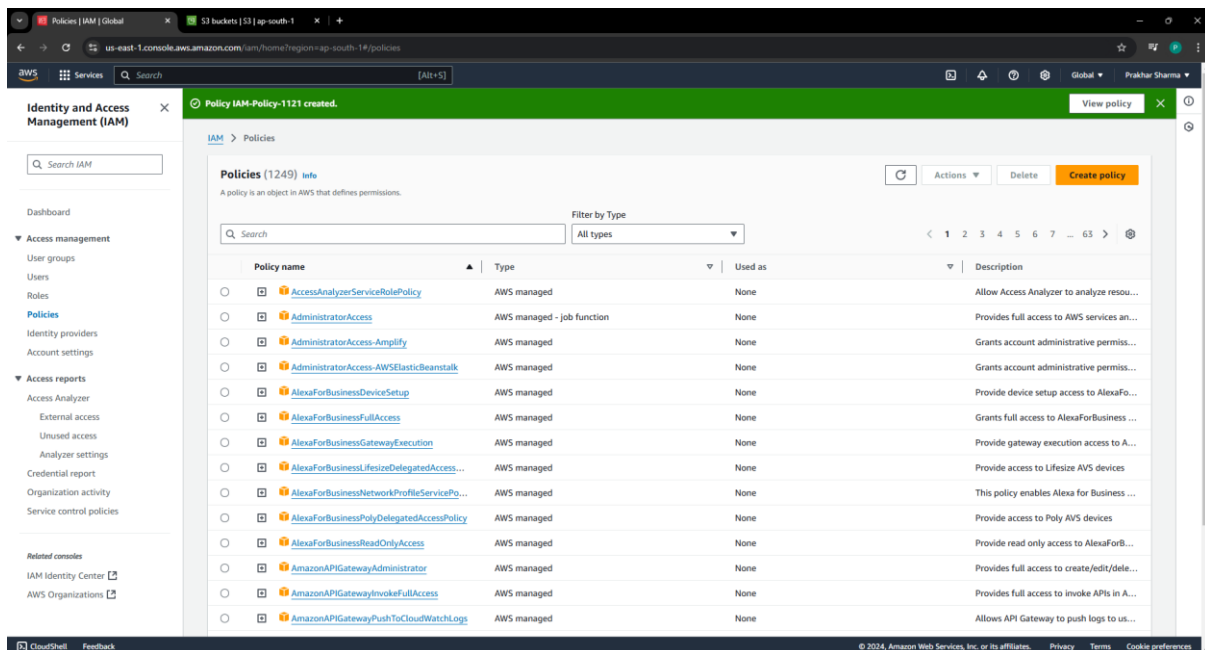 Policies | IAM | Global
S3 buckets | S3 | ap-south-1
us-east-1.console.aws.amazon.com/iam/home?region=ap-south-1#/policies
aws Services Search [Alt+S] Global Prakhar Sharma
Identity and Access Management (IAM)
Search IAM
Dashboard
Access management
User groups
Users
Roles
Policies
Identity providers
Account settings
Access reports
Access Analyzer
External access
Unused access
Analyzer settings
Credential report
Organization activity
Service control policies
Related consoles
IAM Identity Center
AWS Organizations
Policy IAM-Policy-1121 created. View policy
IAM > Policies
Policies (1249) Info Actions Delete Create policy
A policy is an object in AWS that defines permissions.
Filter by Type
Search All types 1 2 3 4 5 6 7 ... 63
Policy name Type Used as Description
AccessAnalyzerServiceRolePolicy AWS managed None Allow Access Analyzer to analyze resou...
AdministratorAccess AWS managed - job function None Provides full access to AWS services an...
AdministratorAccess-Amplify AWS managed None Grants account administrative permiss...
AdministratorAccess-AWSElasticBeanstalk AWS managed None Grants account administrative permiss...
AlexaForBusinessDeviceSetup AWS managed None Provide device setup access to AlexaFo...
AlexaForBusinessFullAccess AWS managed None Grants full access to AlexaForBusiness ...
AlexaForBusinessGatewayExecution AWS managed None Provide gateway execution access to A...
AlexaForBusinessLifesizeDelegatedAccess... AWS managed None Provide access to Lifesize AVS devices
AlexaForBusinessNetworkProfileServicePo... AWS managed None This policy enables Alexa for Business ...
AlexaForBusinessPolyDelegatedAccessPolicy AWS managed None Provide access to Poly AVS devices
AlexaForBusinessReadOnlyAccess AWS managed None Provide read only access to AlexaForB...
AmazonAPIGatewayAdministrator AWS managed None Provides full access to create/edit/dele...
AmazonAPIGatewayInvokeFullAccess AWS managed None Provides full access to invoke APIs in A...
AmazonAPIGatewayPushToCloudWatchLogs AWS managed None Allows API Gateway to push logs to us...
CloudShell Feedback © 2024, Amazon Web Services, Inc. or its affiliates. Privacy Terms Cookie preferences